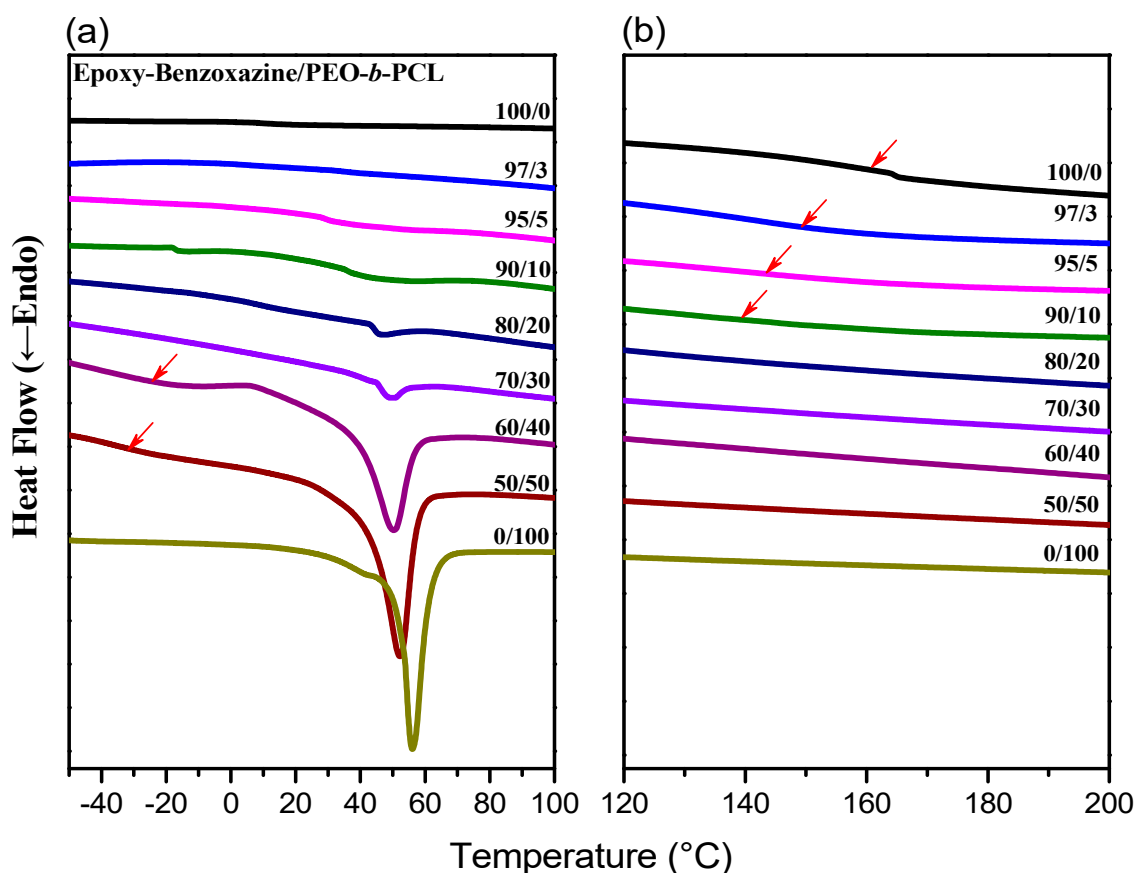 (a)
Epoxy-Benzoxazine/PEO-b-PCL
100/0
97/3
95/5
90/10
80/20
70/30
60/40
50/50
0/100
-40 -20 0 20 40 60 80 100
(b)
100/0
97/3
95/5
90/10
80/20
70/30
60/40
50/50
0/100
120 140 160 180 200
Heat Flow (←Endo)
Temperature (°C)